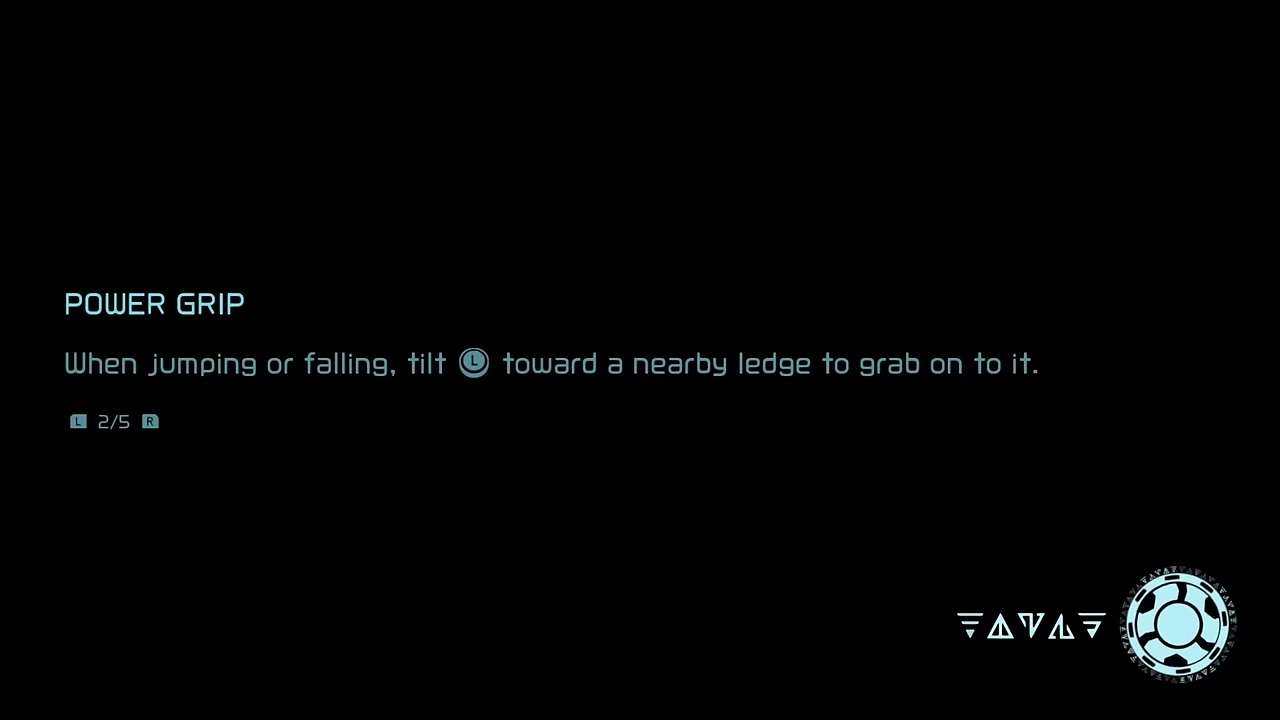 POWER GRIP
When jumping or falling, tilt L toward a nearby ledge to grab on to it.
L 2/5 R